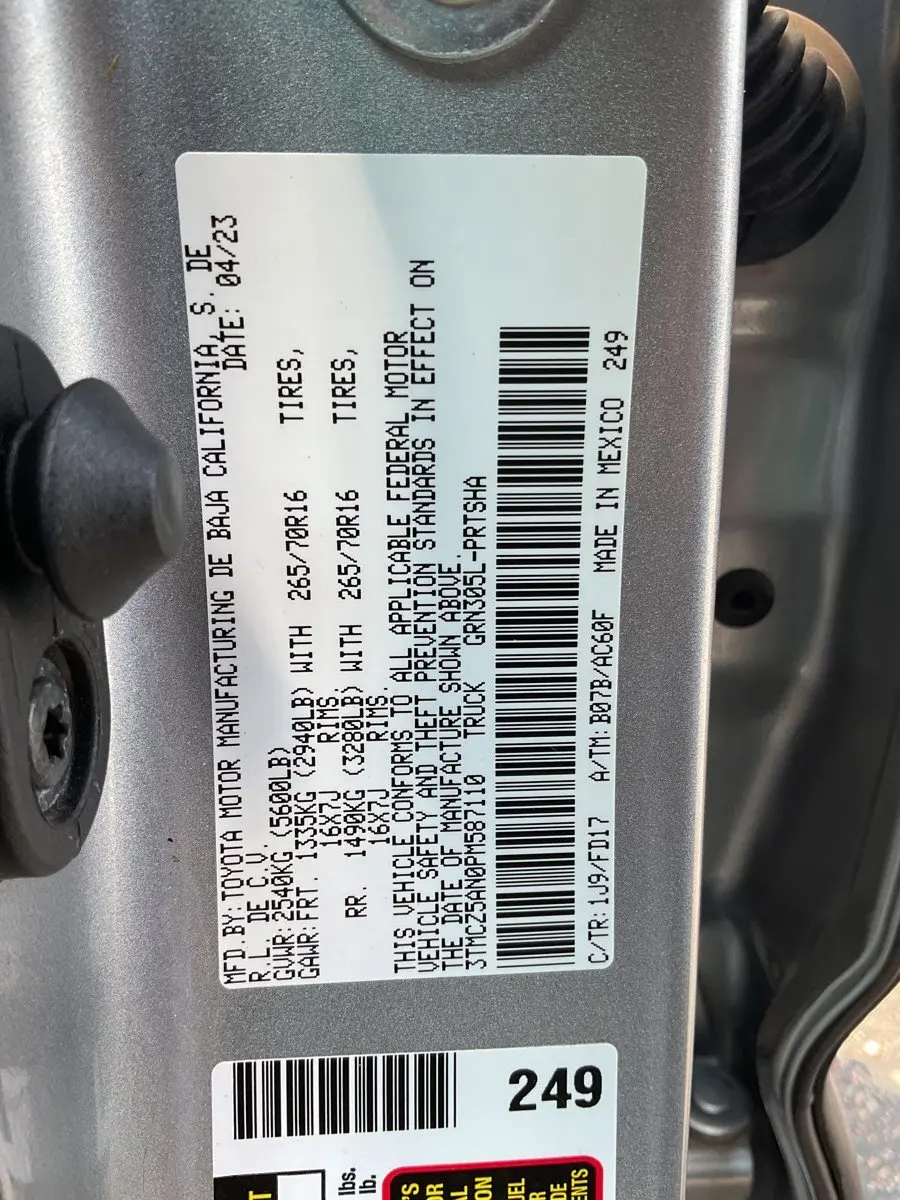 MFD.BY:TOYOTA MOTOR MANUFACTURING DE BAJA CALIFORNIA, S. DE
R.L. DE C.V. DATE: 04/23
GVWR:2540KG (5600LB)
GAWR:FRT. 1335KG (2940LB) WITH 265/70R16 TIRES,
16X7J RIMS.
RR. 1490KG (3280LB) WITH 265/70R16 TIRES,
16X7J RIMS.
THIS VEHICLE CONFORMS TO ALL APPLICABLE FEDERAL MOTOR
VEHICLE SAFETY AND THEFT PREVENTION STANDARDS IN EFFECT ON
THE DATE OF MANUFACTURE SHOWN ABOVE.
3TMCZ5AN0PM587110 TRUCK GRN305L-PRTSHA
C/TR:1J9/FD17 A/TM:B07B/AC60F MADE IN MEXICO 249
249
lbs.
lb.